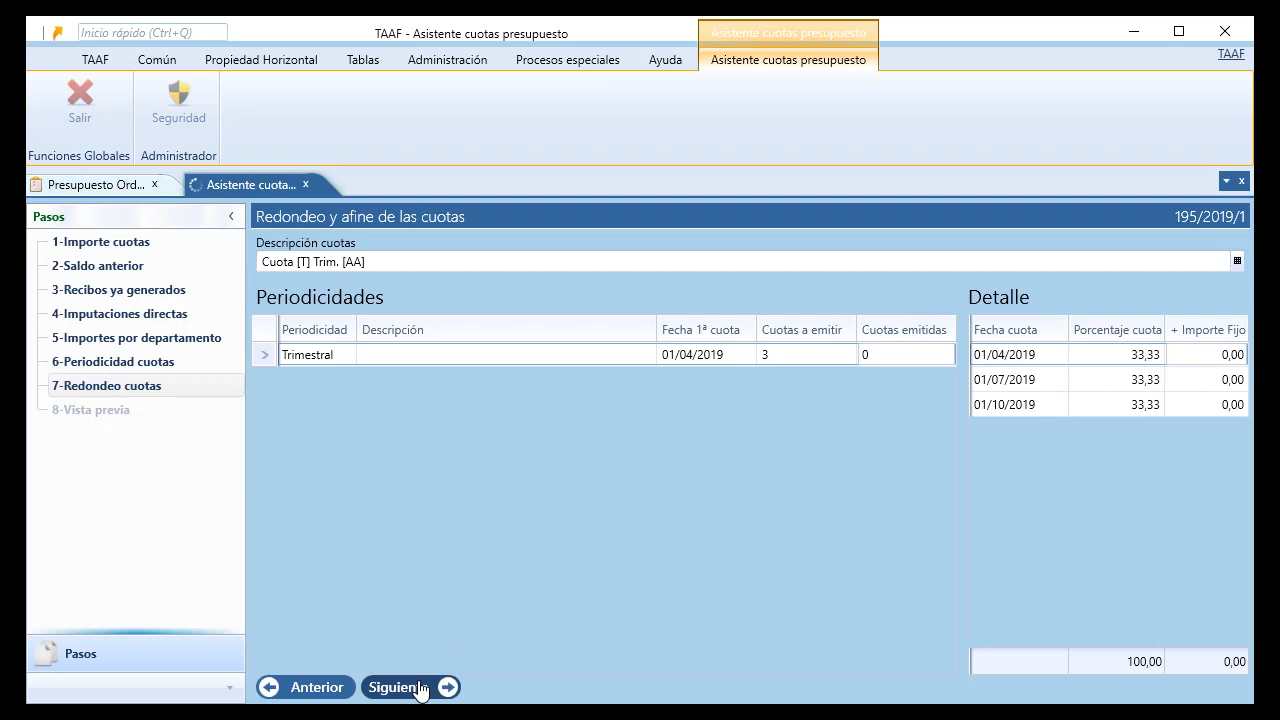 Inicio rápido (Ctrl+Q)
TAAF - Asistente cuotas presupuesto
Asistente cuotas presupuesto
TAAF
Común
Propiedad Horizontal
Tablas
Administración
Procesos especiales
Ayuda
Asistente cuotas presupuesto
TAAF
Salir
Seguridad
Funciones Globales
Administrador
Presupuesto Ord... x
Asistente cuota... x
Pasos
1-Importe cuotas
2-Saldo anterior
3-Recibos ya generados
4-Imputaciones directas
5-Importes por departamento
6-Periodicidad cuotas
7-Redondeo cuotas
8-Vista previa
Pasos
Redondeo y afine de las cuotas 195/2019/1
Descripción cuotas
Cuota [T] Trim. [AA]
Periodicidades
Periodicidad Descripción Fecha 1ª cuota Cuotas a emitir Cuotas emitidas
Trimestral 01/04/2019 3 0
Detalle
Fecha cuota Porcentaje cuota + Importe Fijo
01/04/2019 33,33 0,00
01/07/2019 33,33 0,00
01/10/2019 33,33 0,00
100,00 0,00
Anterior
Siguiente